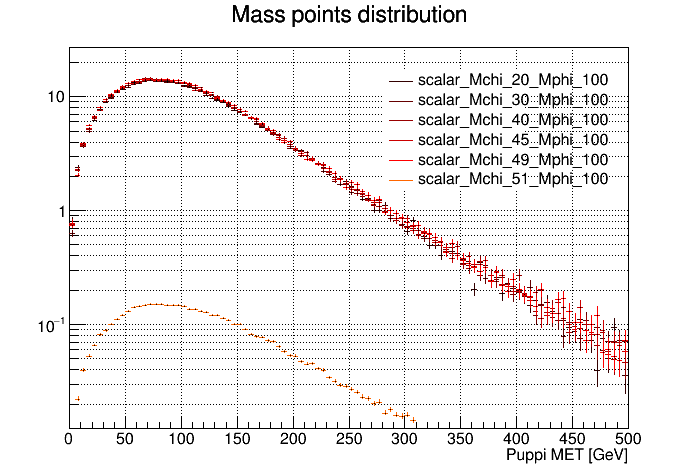 Mass points distribution
scalar_Mchi_20_Mphi_100
scalar_Mchi_30_Mphi_100
scalar_Mchi_40_Mphi_100
scalar_Mchi_45_Mphi_100
scalar_Mchi_49_Mphi_100
scalar_Mchi_51_Mphi_100
10
1
10⁻¹
0 50 100 150 200 250 300 350 400 450 500
Puppi MET [GeV]